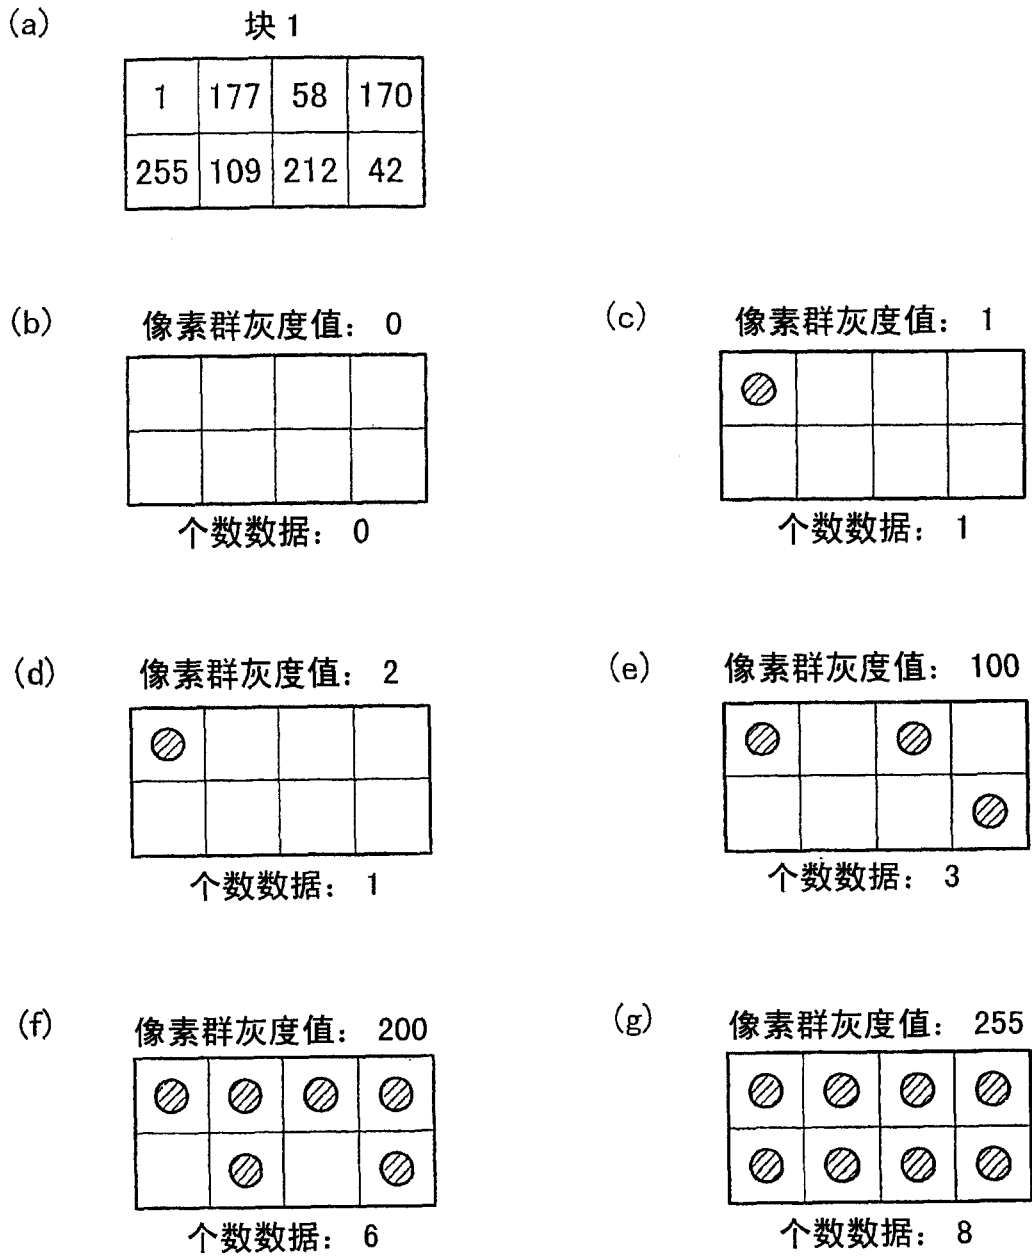 (a) 块1
1 177 58 170
255 109 212 42
(b) 像素群灰度值： 0
个数数据： 0
(c) 像素群灰度值： 1
个数数据： 1
(d) 像素群灰度值： 2
个数数据： 1
(e) 像素群灰度值： 100
个数数据： 3
(f) 像素群灰度值： 200
个数数据： 6
(g) 像素群灰度值： 255
个数数据： 8